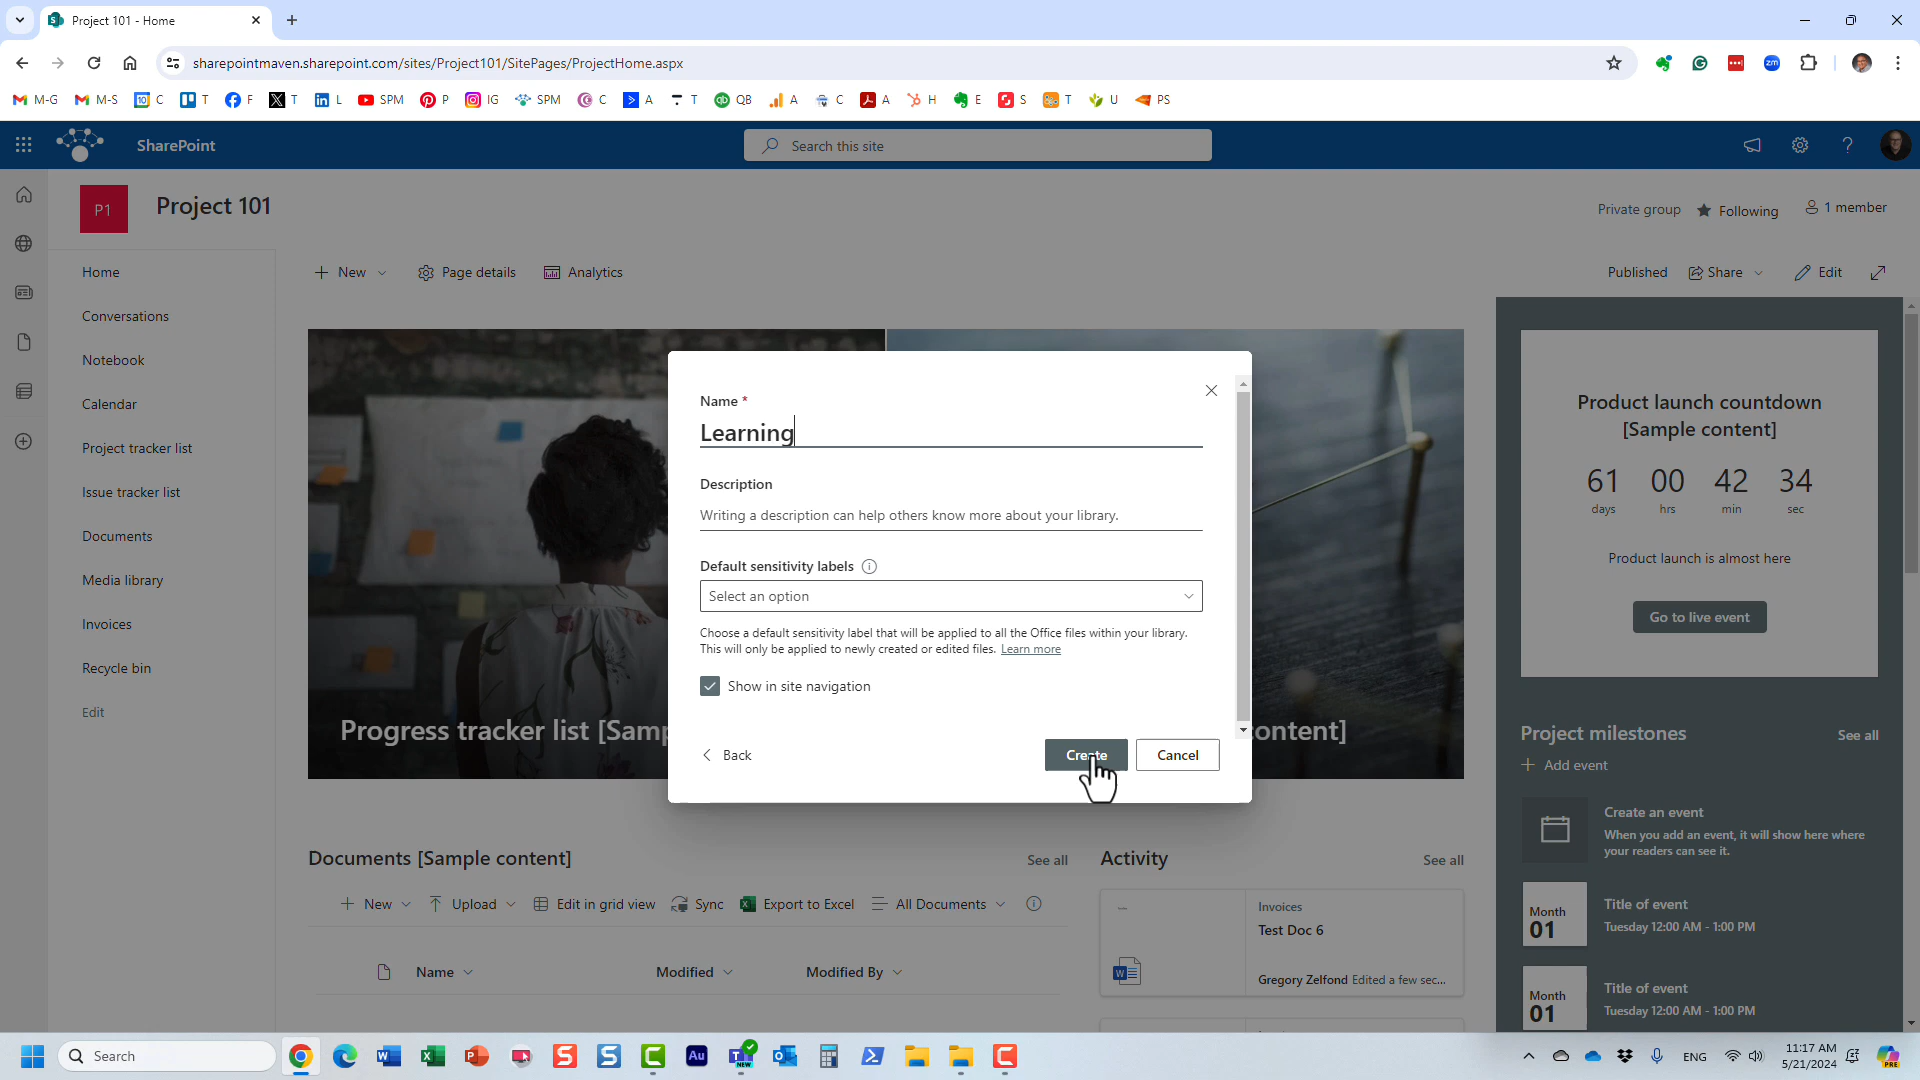 Project 101 - Home
sharepointmaven.sharepoint.com/sites/Project101/SitePages/ProjectHome.aspx
M-G
M-S
C
T
F
T
L
SPM
P
IG
SPM
C
A
T
QB
A
C
A
H
E
S
T
U
PS
SharePoint
Search this site
P1
Project 101
Private group
Following
1 member
Home
Conversations
Notebook
Calendar
Project tracker list
Issue tracker list
Documents
Media library
Invoices
Recycle bin
Edit
New
Page details
Analytics
Published
Share
Edit
Name *
Learning
Description
Writing a description can help others know more about your library.
Default sensitivity labels
Select an option
Choose a default sensitivity label that will be applied to all the Office files within your library.
This will only be applied to newly created or edited files. Learn more
Show in site navigation
Back
Create
Cancel
Progress tracker list [Sam
ontent]
Product launch countdown
[Sample content]
61 00 42 34
days hrs min sec
Product launch is almost here
Go to live event
Project milestones
See all
Add event
Create an event
When you add an event, it will show here where
your readers can see it.
Month
01
Title of event
Tuesday 12:00 AM - 1:00 PM
Month
01
Title of event
Tuesday 12:00 AM - 1:00 PM
Documents [Sample content]
See all
New
Upload
Edit in grid view
Sync
Export to Excel
All Documents
Name
Modified
Modified By
Activity
See all
Invoices
Test Doc 6
Gregory Zelfond Edited a few sec...
Search
ENG
11:17 AM
5/21/2024